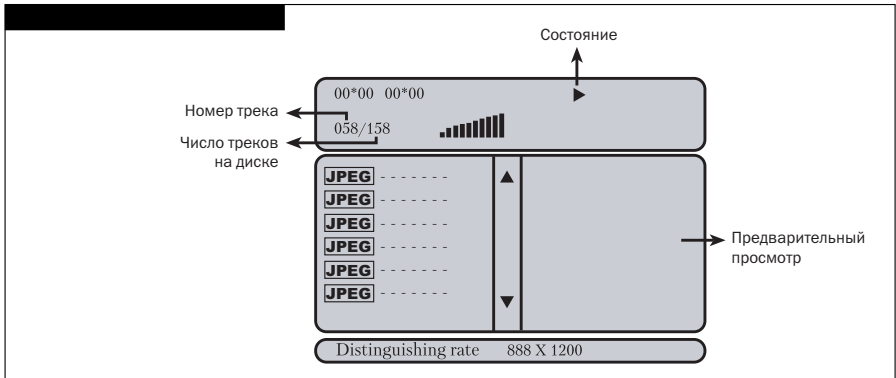 Состояние
00*00 00*00
Номер трека
058/158
Число треков
на диске
JPEG - - - - - - -
JPEG - - - - - - -
JPEG - - - - - - -
JPEG - - - - - - -
JPEG - - - - - - -
JPEG - - - - - - -
Предварительный
просмотр
Distinguishing rate 888 X 1200